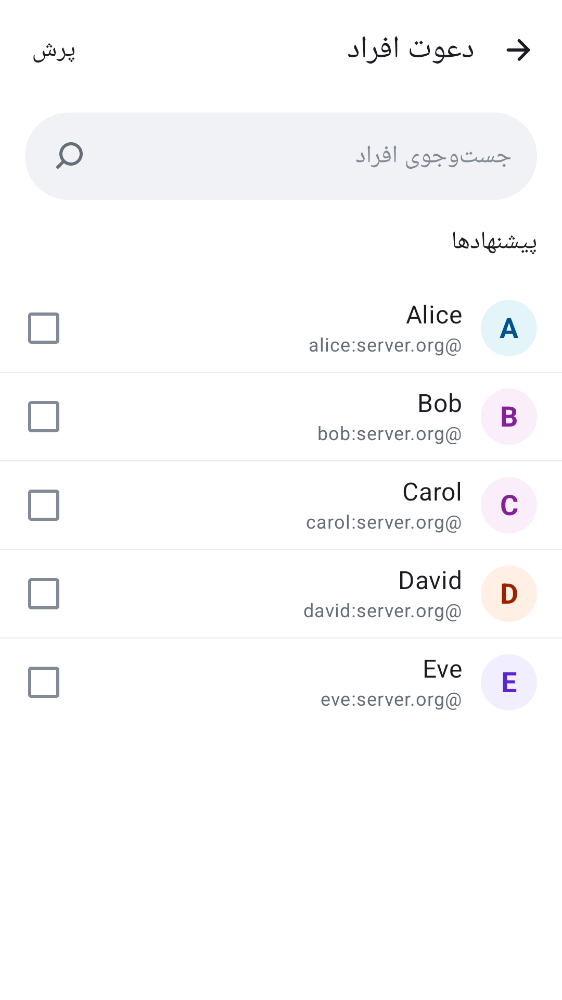 دعوت افراد
پرش
جست‌وجوی افراد
پیشنهادها
A
Alice
alice:server.org@
B
Bob
bob:server.org@
C
Carol
carol:server.org@
D
David
david:server.org@
E
Eve
eve:server.org@